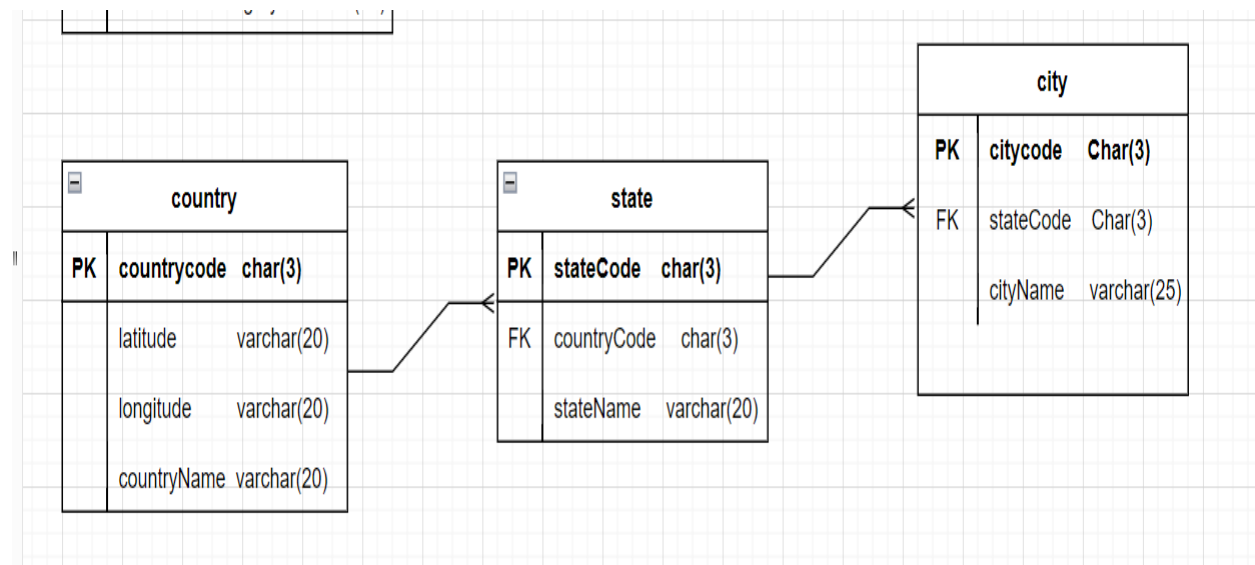 country
PK countrycode char(3)
latitude varchar(20)
longitude varchar(20)
countryName varchar(20)
state
PK stateCode char(3)
FK countryCode char(3)
stateName varchar(20)
city
PK citycode Char(3)
FK stateCode Char(3)
cityName varchar(25)